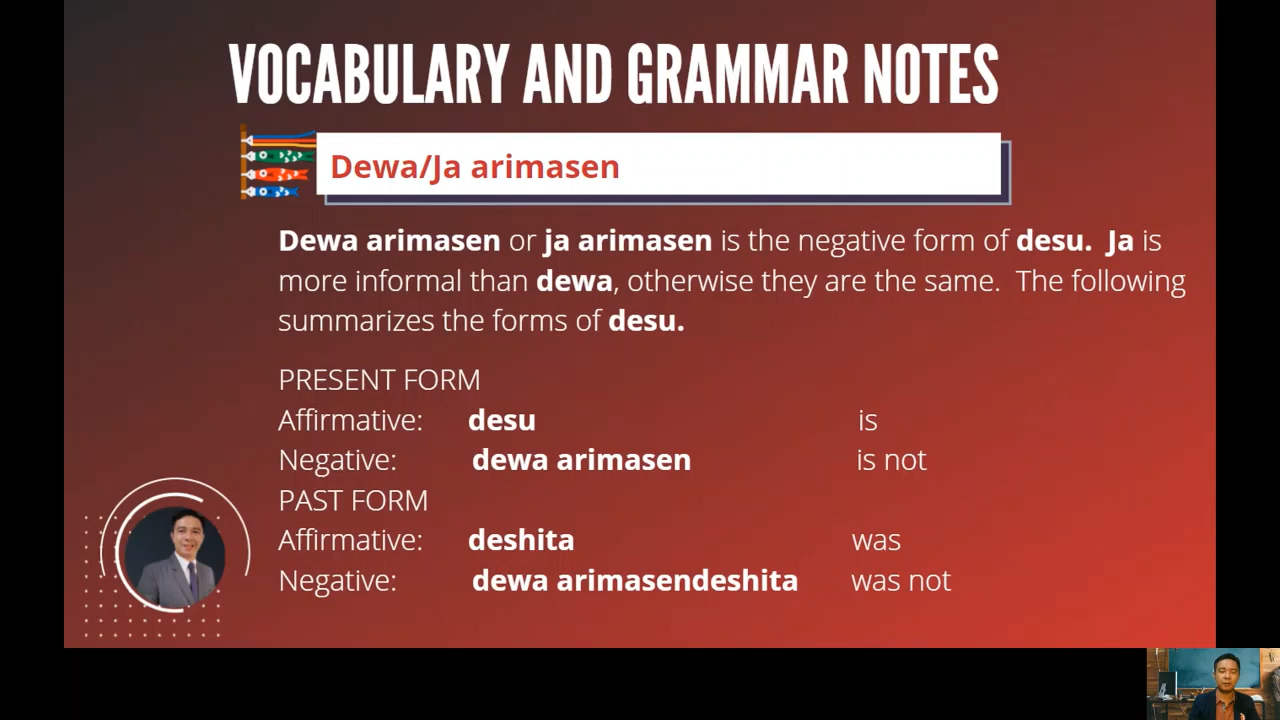 VOCABULARY AND GRAMMAR NOTES
Dewa/Ja arimasen
Dewa arimasen or ja arimasen is the negative form of desu. Ja is
more informal than dewa, otherwise they are the same. The following
summarizes the forms of desu.
PRESENT FORM
Affirmative: desu is
Negative: dewa arimasen is not
PAST FORM
Affirmative: deshita was
Negative: dewa arimasendeshita was not